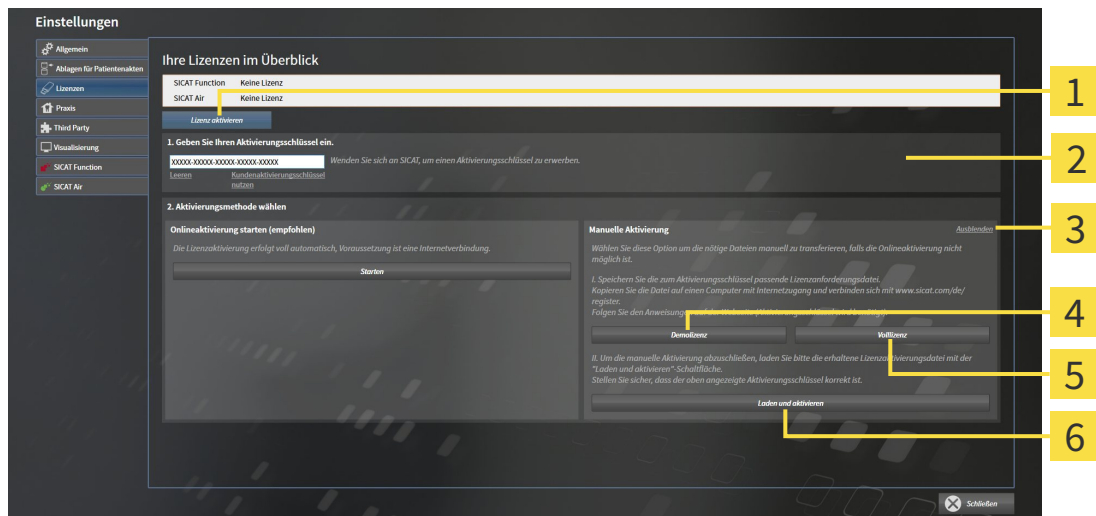 Einstellungen
Allgemein
Ablagen für Patientenakten
Lizenzen
Praxis
Third Party
Visualisierung
SICAT Function
SICAT Air
Ihre Lizenzen im Überblick
SICAT Function Keine Lizenz
SICAT Air Keine Lizenz
Lizenz aktivieren
1. Geben Sie Ihren Aktivierungsschlüssel ein.
XXXXX-XXXXX-XXXXX-XXXXX-XXXXX
Wenden Sie sich an SICAT, um einen Aktivierungsschlüssel zu erwerben.
Leeren
Kundenaktivierungsschlüssel
nutzen
2. Aktivierungsmethode wählen
Onlineaktivierung starten (empfohlen)
Die Lizenzaktivierung erfolgt voll automatisch, Voraussetzung ist eine Internetverbindung.
Starten
Manuelle Aktivierung
Ausblenden
Wählen Sie diese Option um die nötige Dateien manuell zu transferieren, falls die Onlineaktivierung nicht
möglich ist.
I. Speichern Sie die zum Aktivierungsschlüssel passende Lizenzanforderungsdatei.
Kopieren Sie die Datei auf einen Computer mit Internetzugang und verbinden sich mit www.sicat.com/de/
register.
Folgen Sie den Anweisungen auf der Webseite (Aktivierungsschlüssel wird benötigt).
Demolizenz
Volllizenz
II. Um die manuelle Aktivierung abzuschließen, laden Sie bitte die erhaltene Lizenzaktivierungsdatei mit der
"Laden und aktivieren"-Schaltfläche.
Stellen Sie sicher, dass der oben angezeigte Aktivierungsschlüssel korrekt ist.
Laden und aktivieren
Schließen
1
2
3
4
5
6